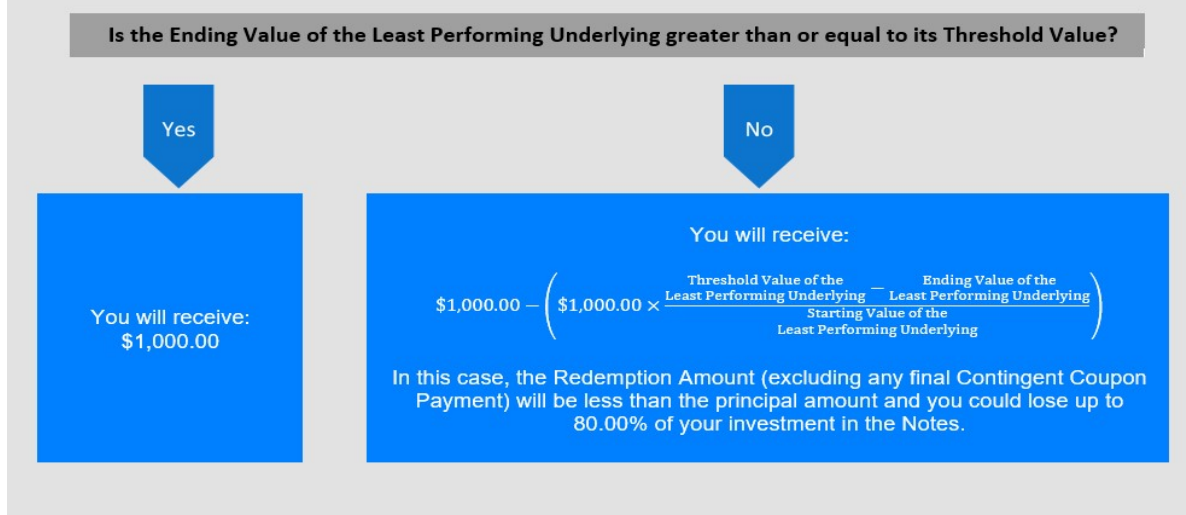 Is the Ending Value of the Least Performing Underlying greater than or equal to its Threshold Value?
Yes
No
You will receive:
$1,000.00
You will receive:
$1,000.00 − ($1,000.00 × (Threshold Value of the Least Performing Underlying − Ending Value of the Least Performing Underlying) / Starting Value of the Least Performing Underlying)
In this case, the Redemption Amount (excluding any final Contingent Coupon
Payment) will be less than the principal amount and you could lose up to
80.00% of your investment in the Notes.